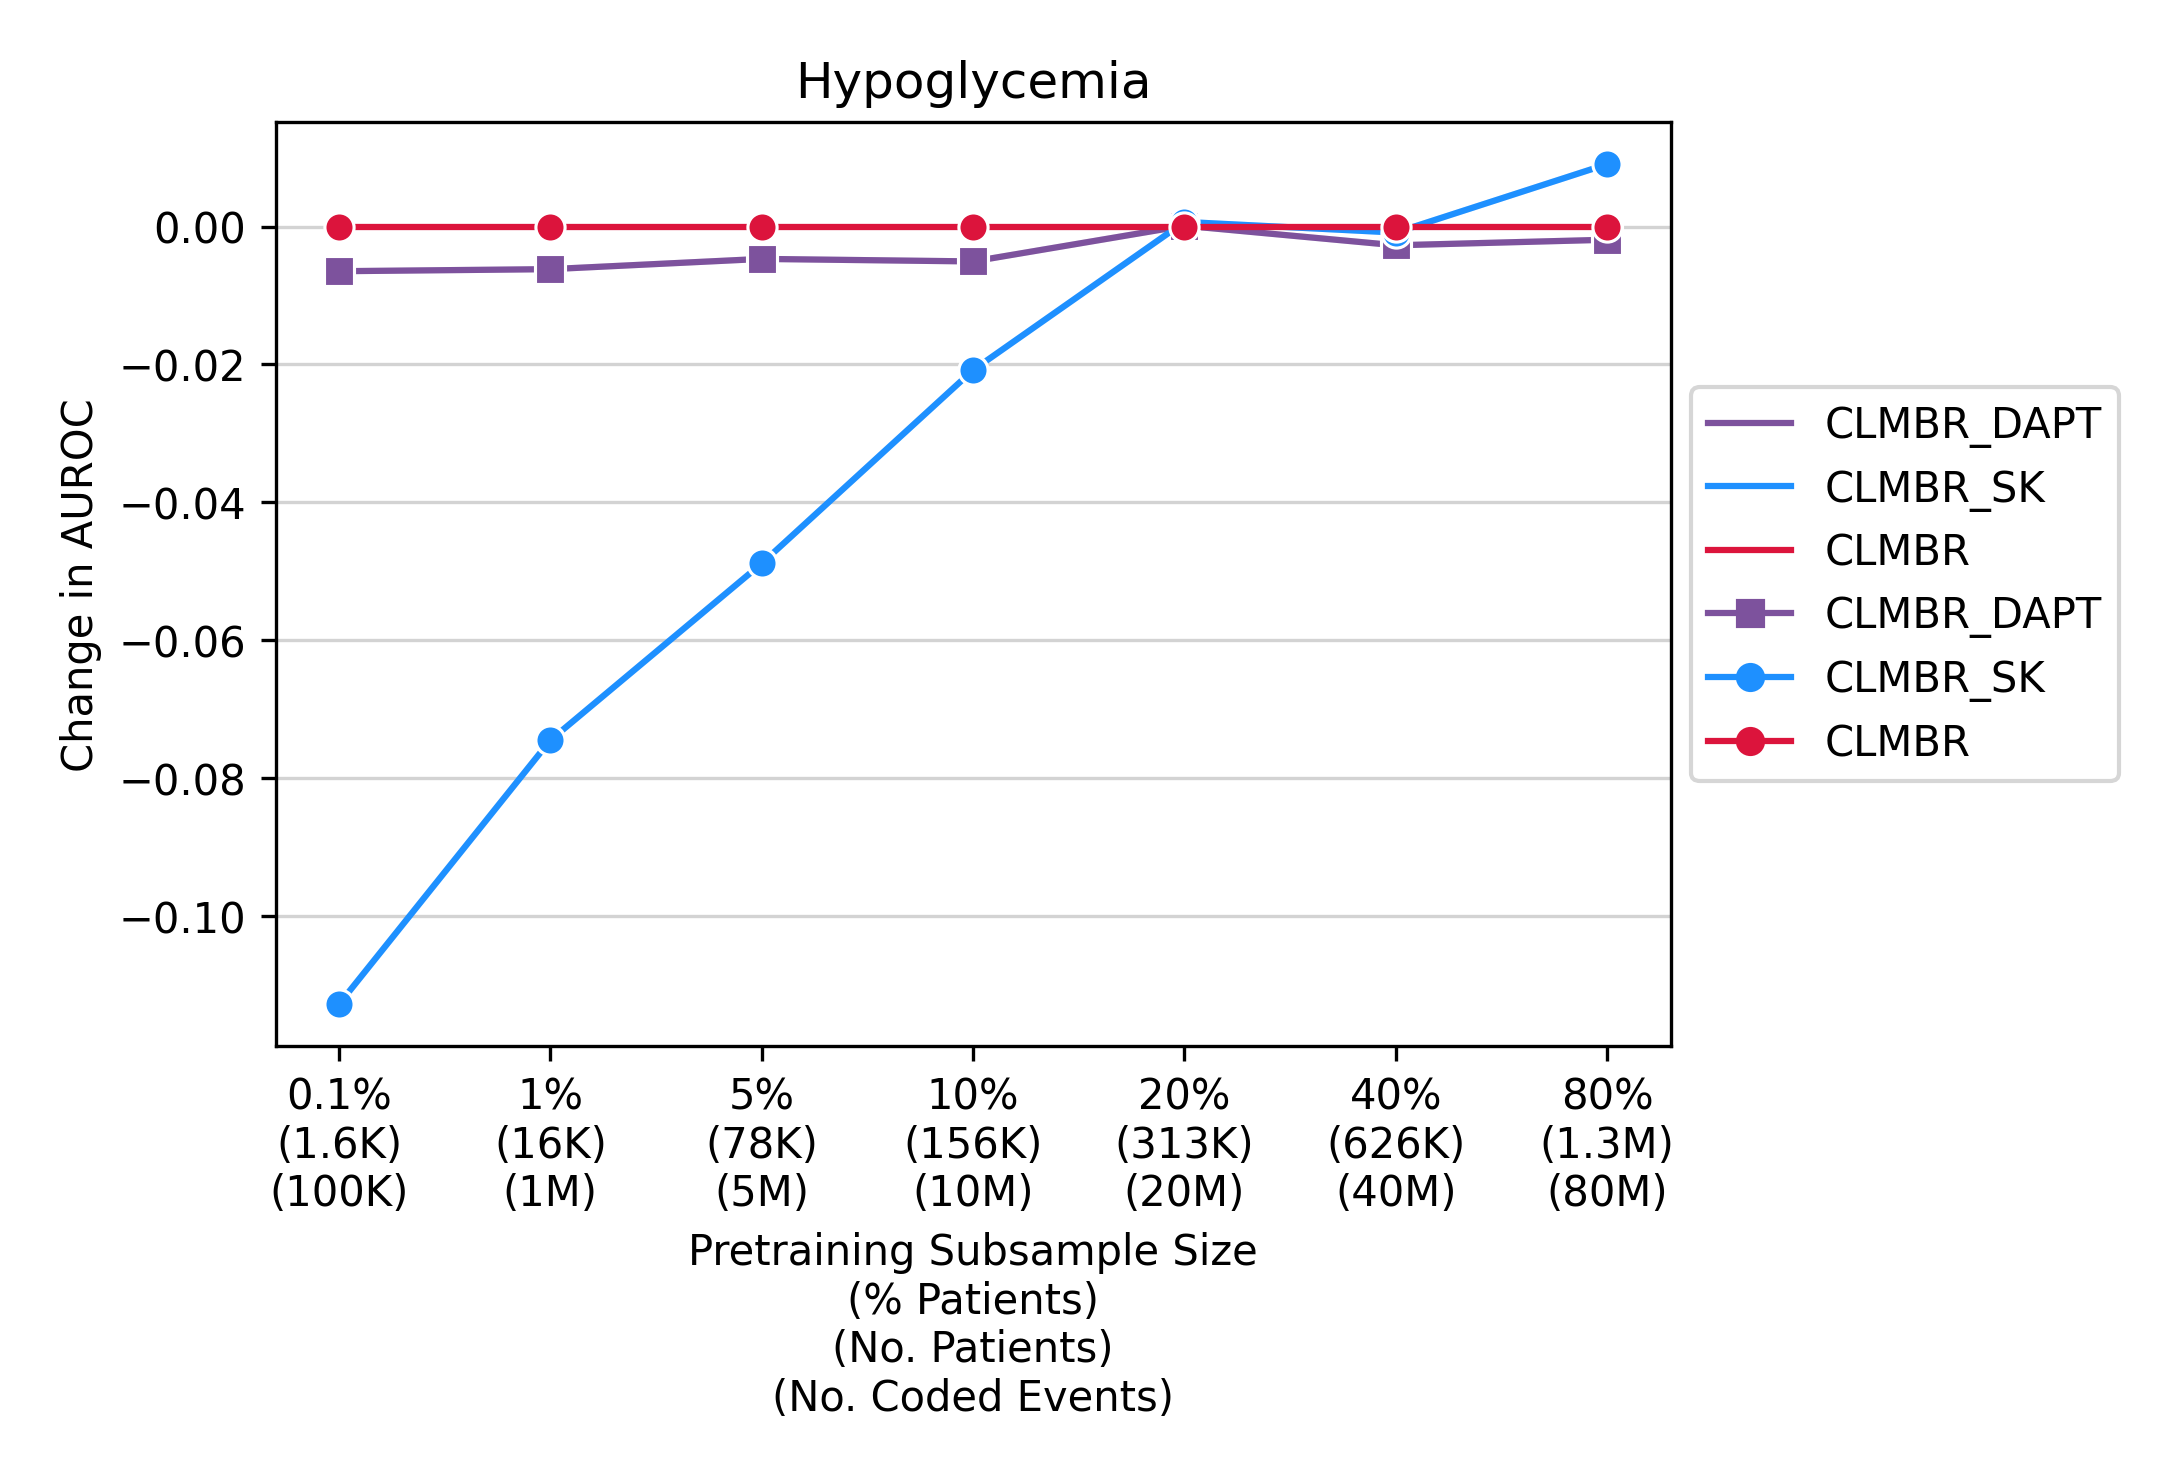 Hypoglycemia
Change in AUROC
0.00
−0.02
−0.04
−0.06
−0.08
−0.10
0.1% 1% 5% 10% 20% 40% 80%
(1.6K) (16K) (78K) (156K) (313K) (626K) (1.3M)
(100K) (1M) (5M) (10M) (20M) (40M) (80M)
Pretraining Subsample Size
(% Patients)
(No. Patients)
(No. Coded Events)
CLMBR_DAPT
CLMBR_SK
CLMBR
CLMBR_DAPT
CLMBR_SK
CLMBR